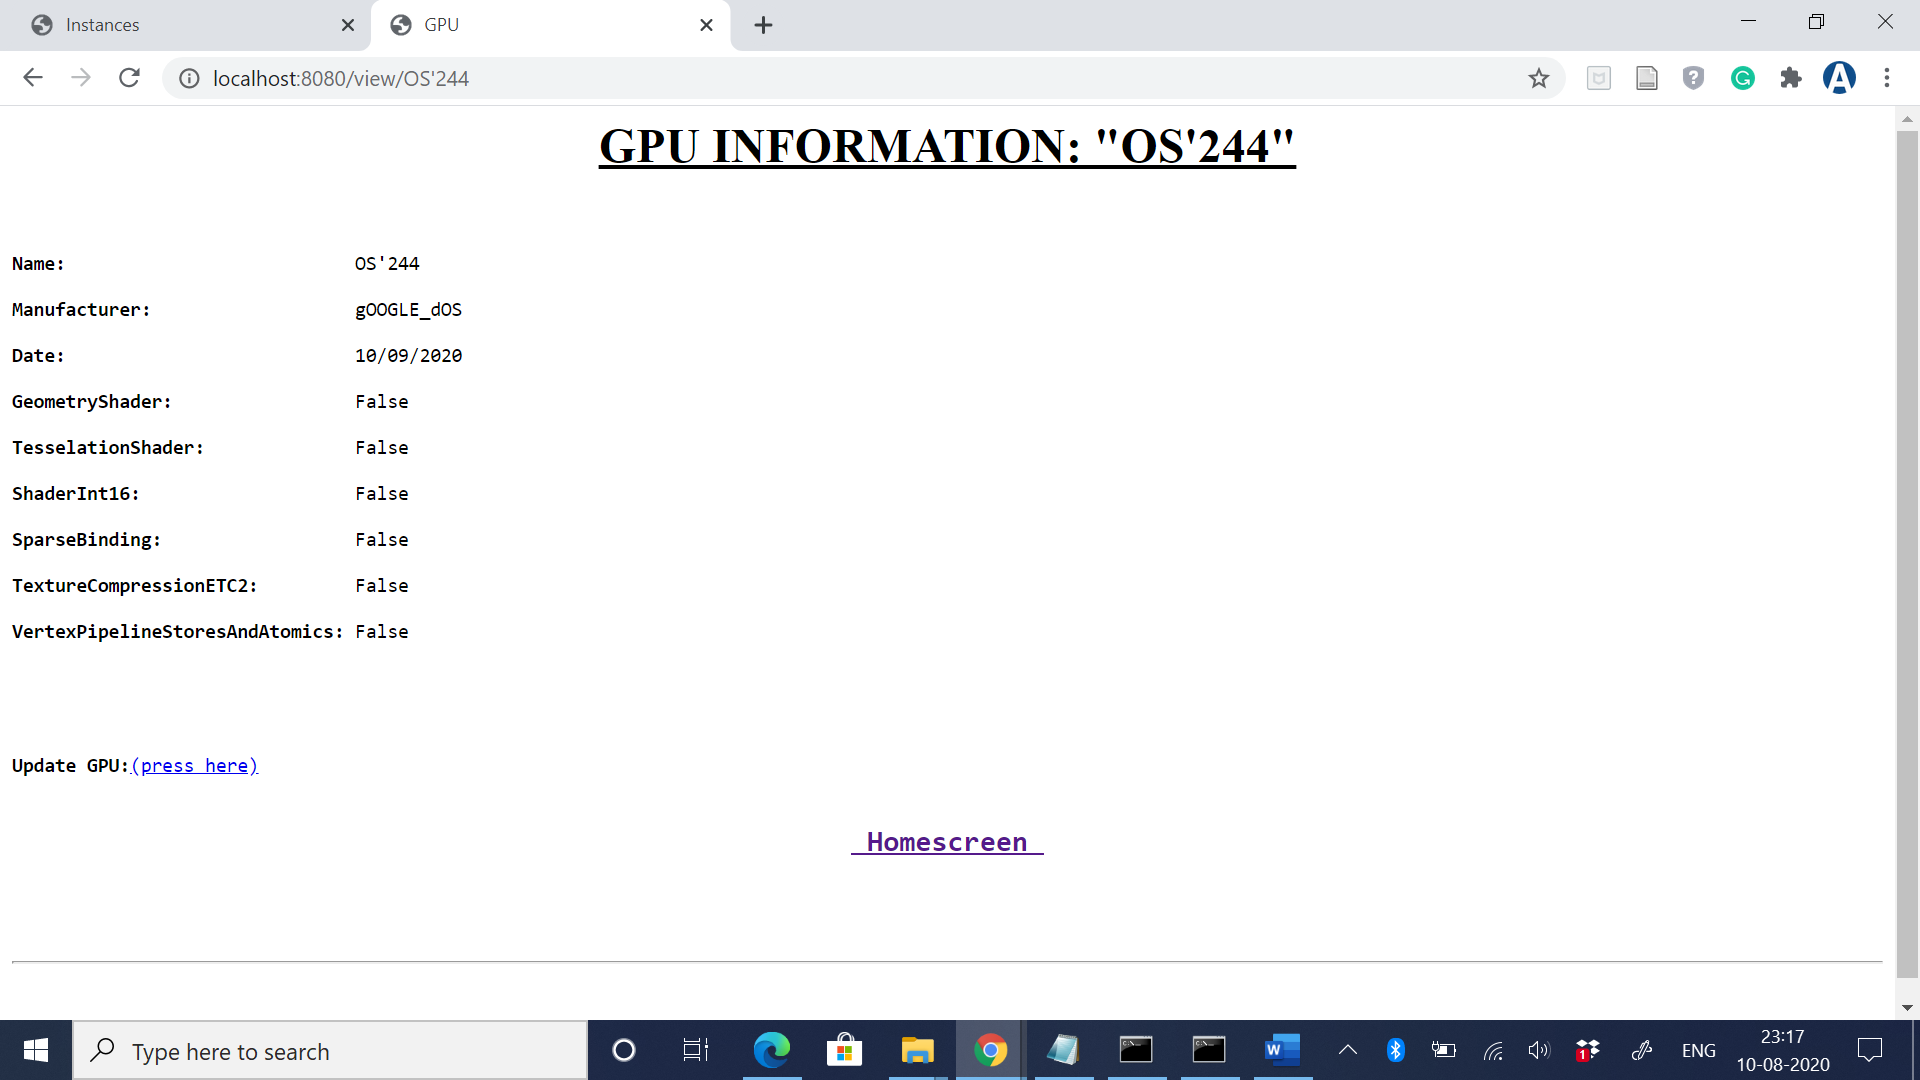 Instances
GPU
localhost:8080/view/OS'244
GPU INFORMATION: "OS'244"
Name: OS'244
Manufacturer: gOOGLE_dOS
Date: 10/09/2020
GeometryShader: False
TesselationShader: False
ShaderInt16: False
SparseBinding: False
TextureCompressionETC2: False
VertexPipelineStoresAndAtomics: False
Update GPU:(press here)
Homescreen
Type here to search
ENG
23:17
10-08-2020